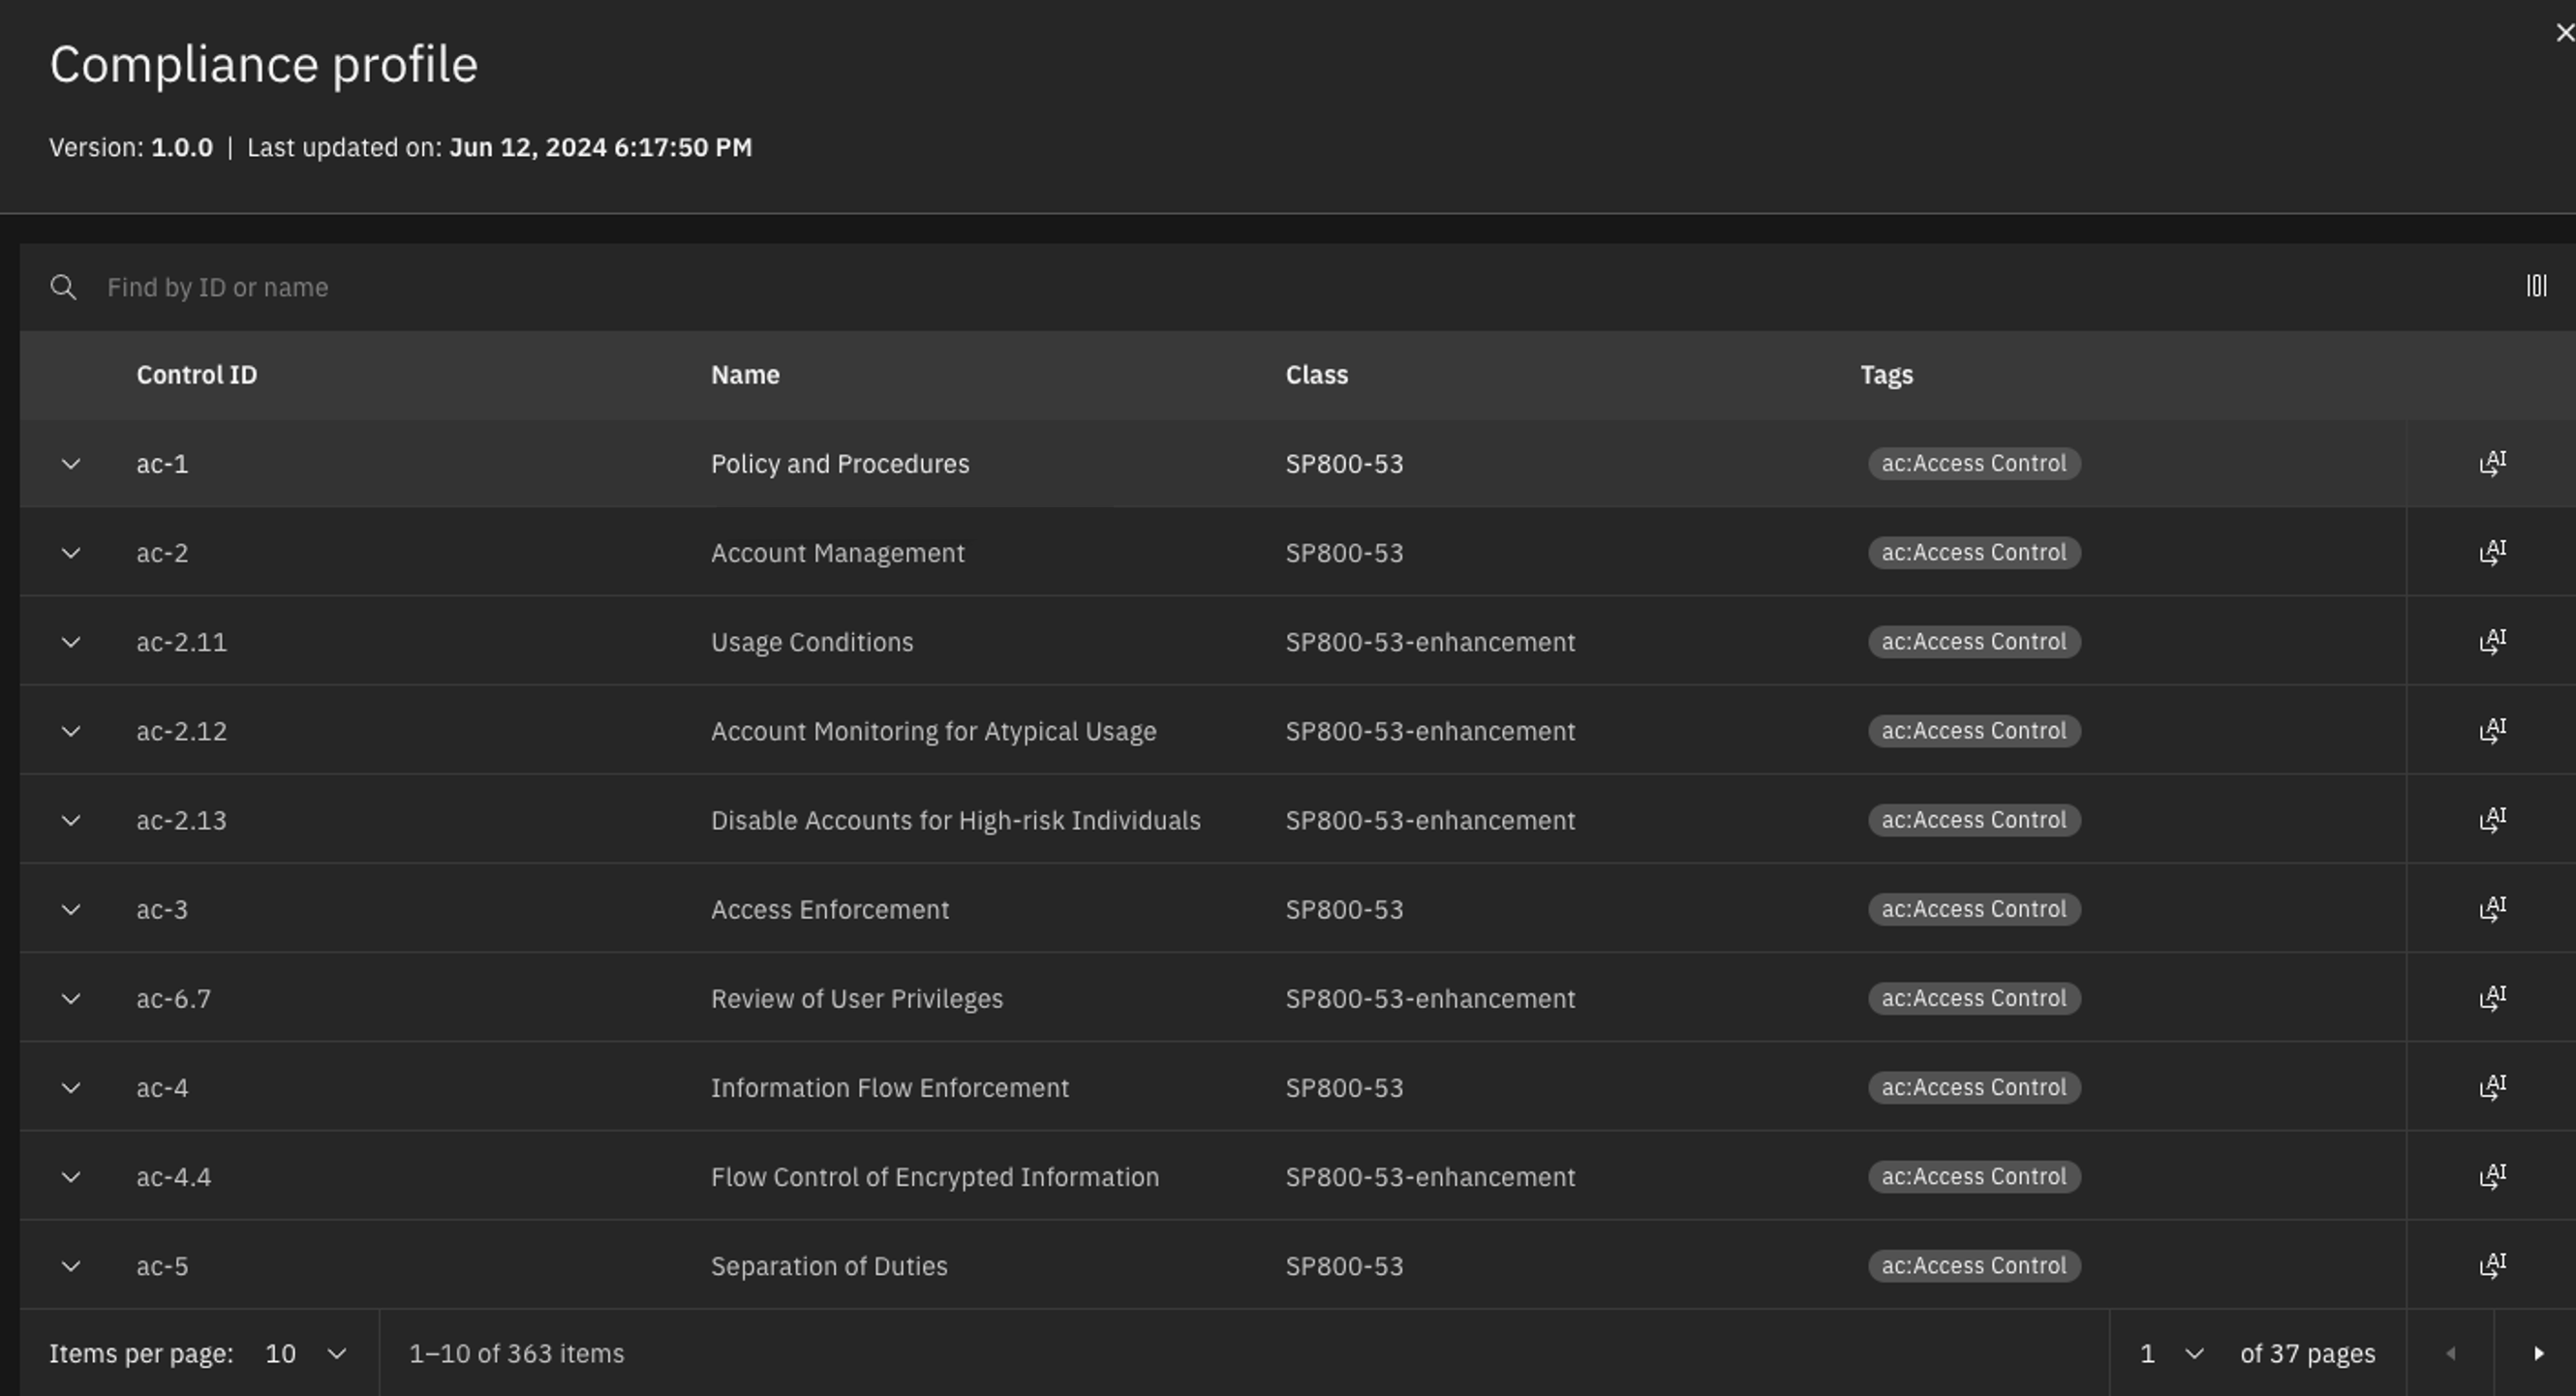 Compliance profile
Version: 1.0.0 | Last updated on: Jun 12, 2024 6:17:50 PM
Find by ID or name
Control ID Name Class Tags
ac-1 Policy and Procedures SP800-53 ac:Access Control AI
ac-2 Account Management SP800-53 ac:Access Control AI
ac-2.11 Usage Conditions SP800-53-enhancement ac:Access Control AI
ac-2.12 Account Monitoring for Atypical Usage SP800-53-enhancement ac:Access Control AI
ac-2.13 Disable Accounts for High-risk Individuals SP800-53-enhancement ac:Access Control AI
ac-3 Access Enforcement SP800-53 ac:Access Control AI
ac-6.7 Review of User Privileges SP800-53-enhancement ac:Access Control AI
ac-4 Information Flow Enforcement SP800-53 ac:Access Control AI
ac-4.4 Flow Control of Encrypted Information SP800-53-enhancement ac:Access Control AI
ac-5 Separation of Duties SP800-53 ac:Access Control AI
Items per page: 10 1–10 of 363 items 1 of 37 pages